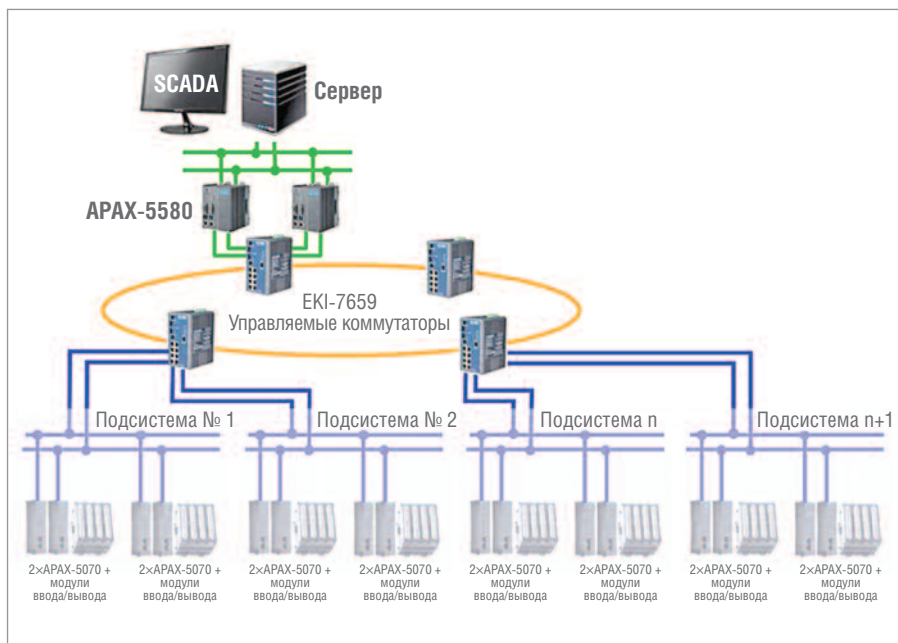 SCADA
Сервер
APAX-5580
EKI-7659
Управляемые коммутаторы
Подсистема № 1
Подсистема № 2
Подсистема n
Подсистема n+1
2×APAX-5070 +
модули
ввода/вывода
2×APAX-5070 +
модули
ввода/вывода
2×APAX-5070 +
модули
ввода/вывода
2×APAX-5070 +
модули
ввода/вывода
2×APAX-5070 +
модули
ввода/вывода
2×APAX-5070 +
модули
ввода/вывода
2×APAX-5070 +
модули
ввода/вывода
2×APAX-5070 +
модули
ввода/вывода